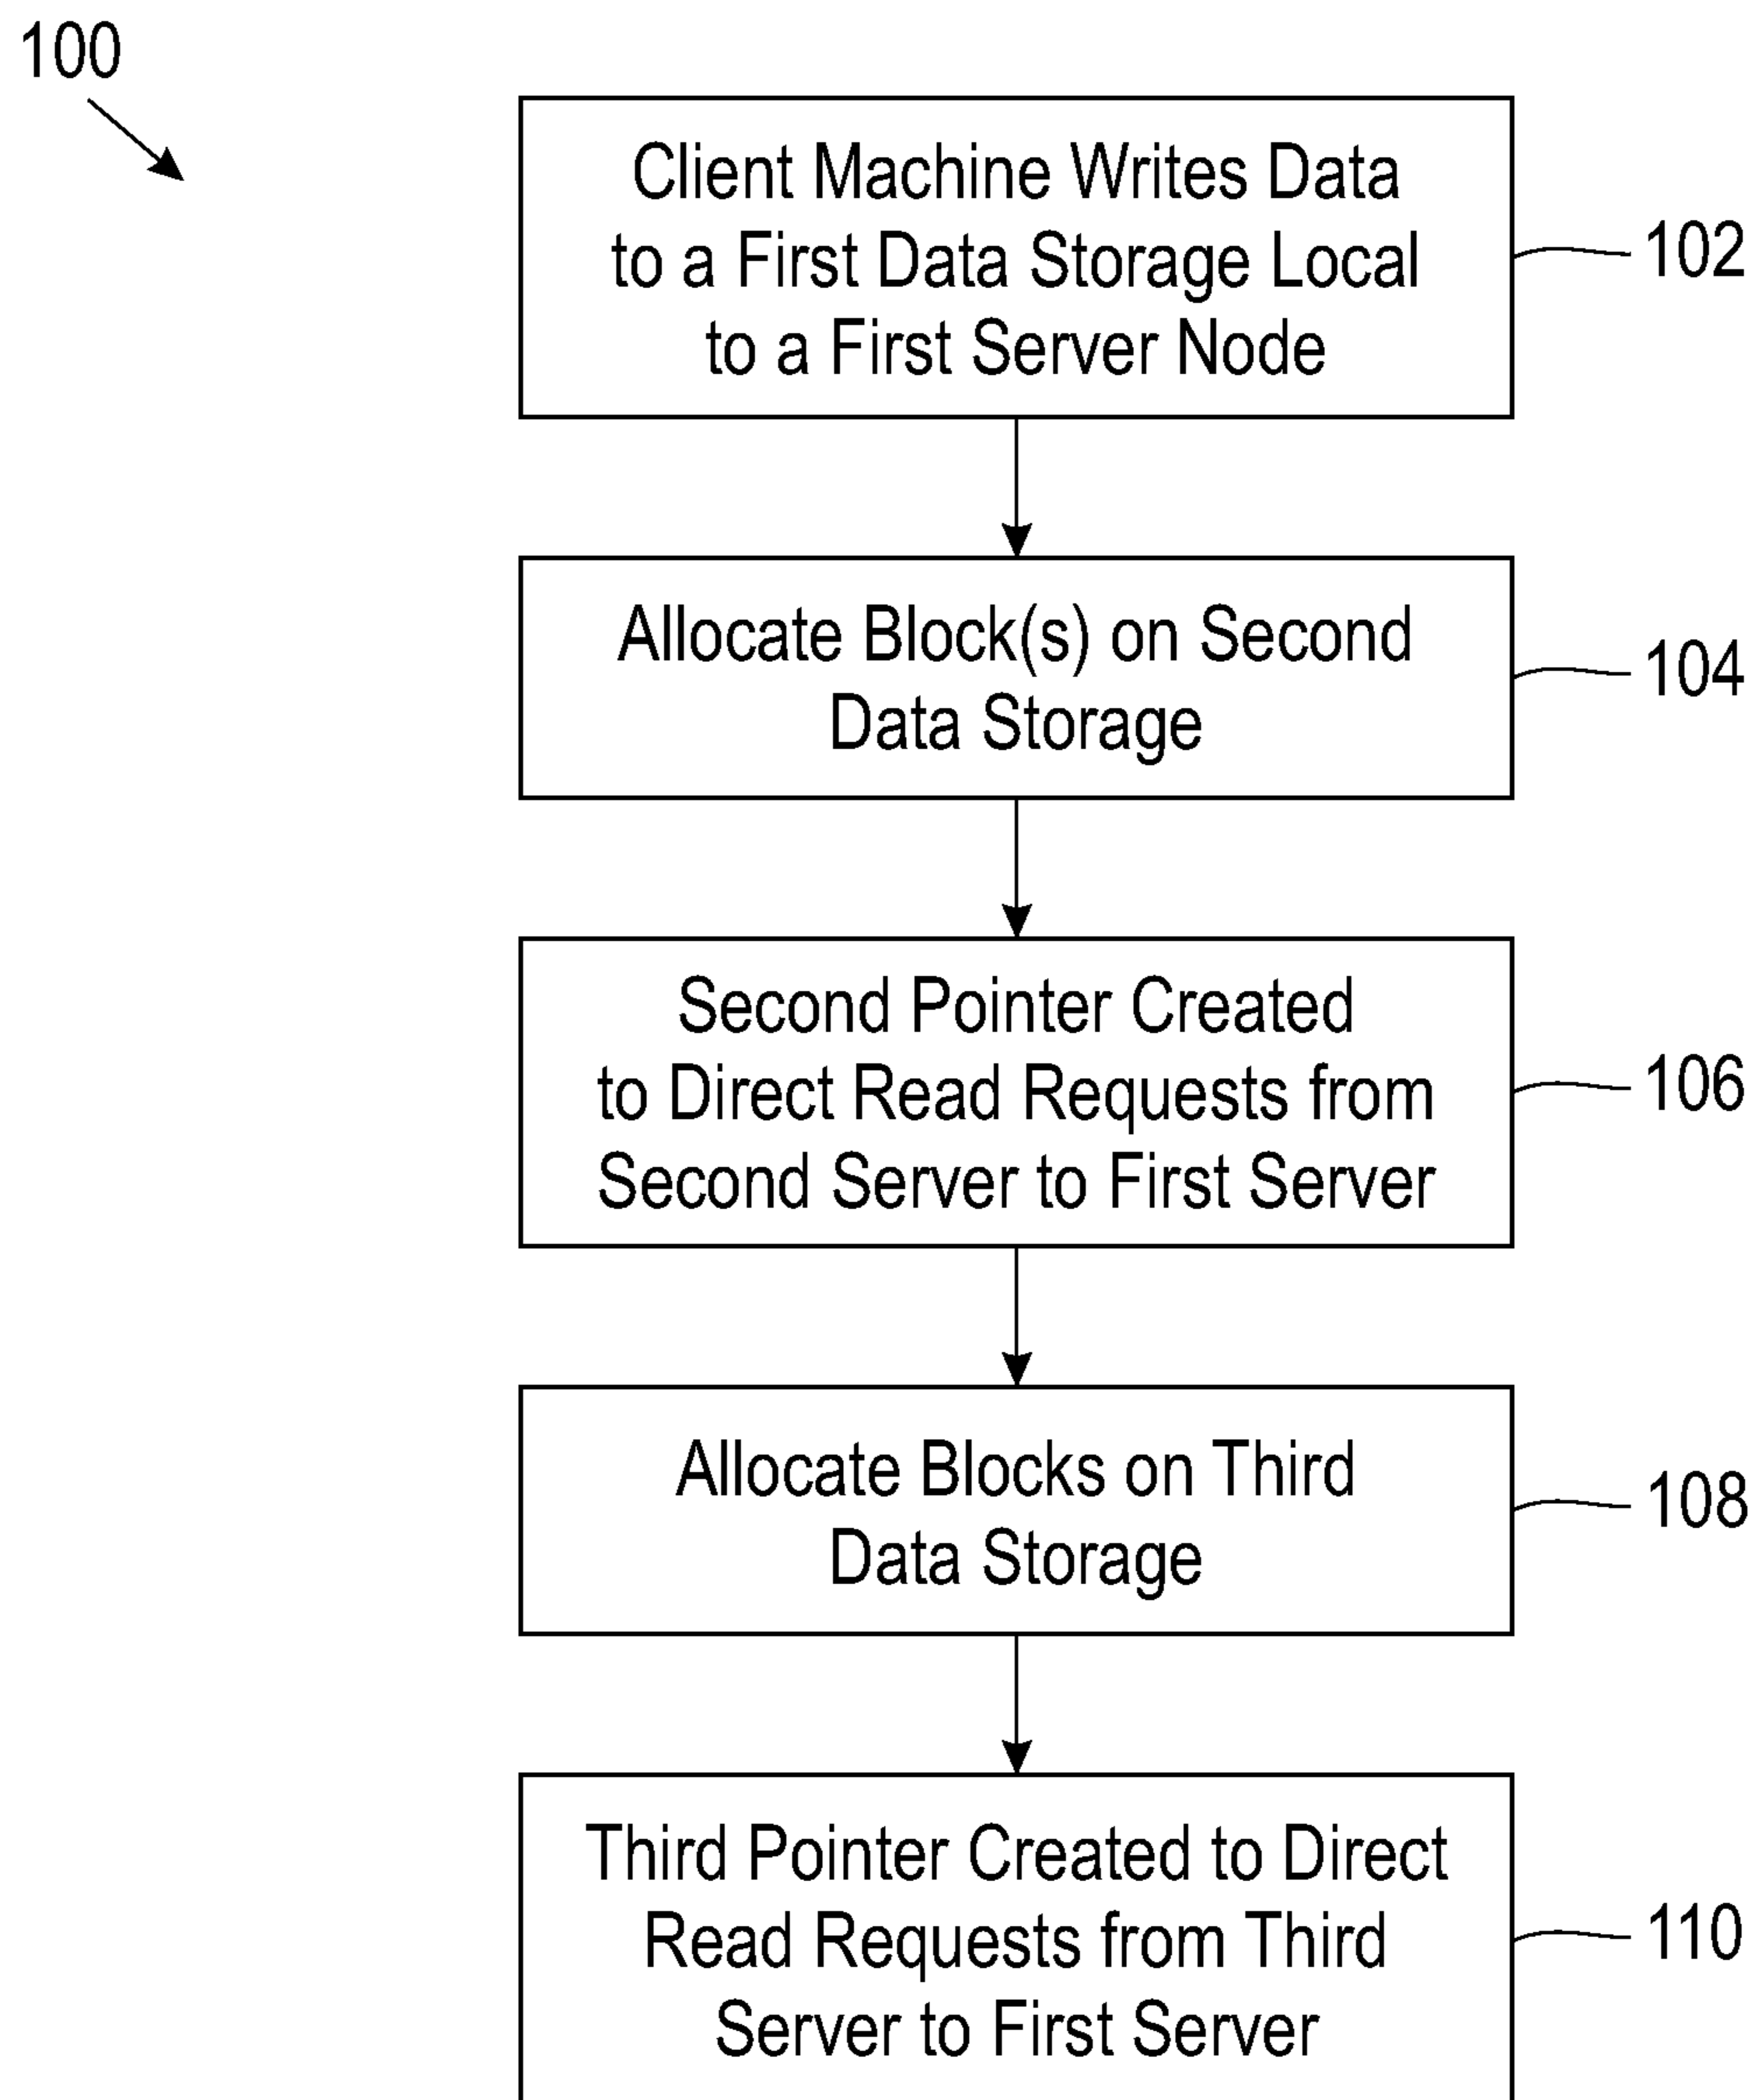 100
Client Machine Writes Data
to a First Data Storage Local
to a First Server Node
102
Allocate Block(s) on Second
Data Storage
104
Second Pointer Created
to Direct Read Requests from
Second Server to First Server
106
Allocate Blocks on Third
Data Storage
108
Third Pointer Created to Direct
Read Requests from Third
Server to First Server
110